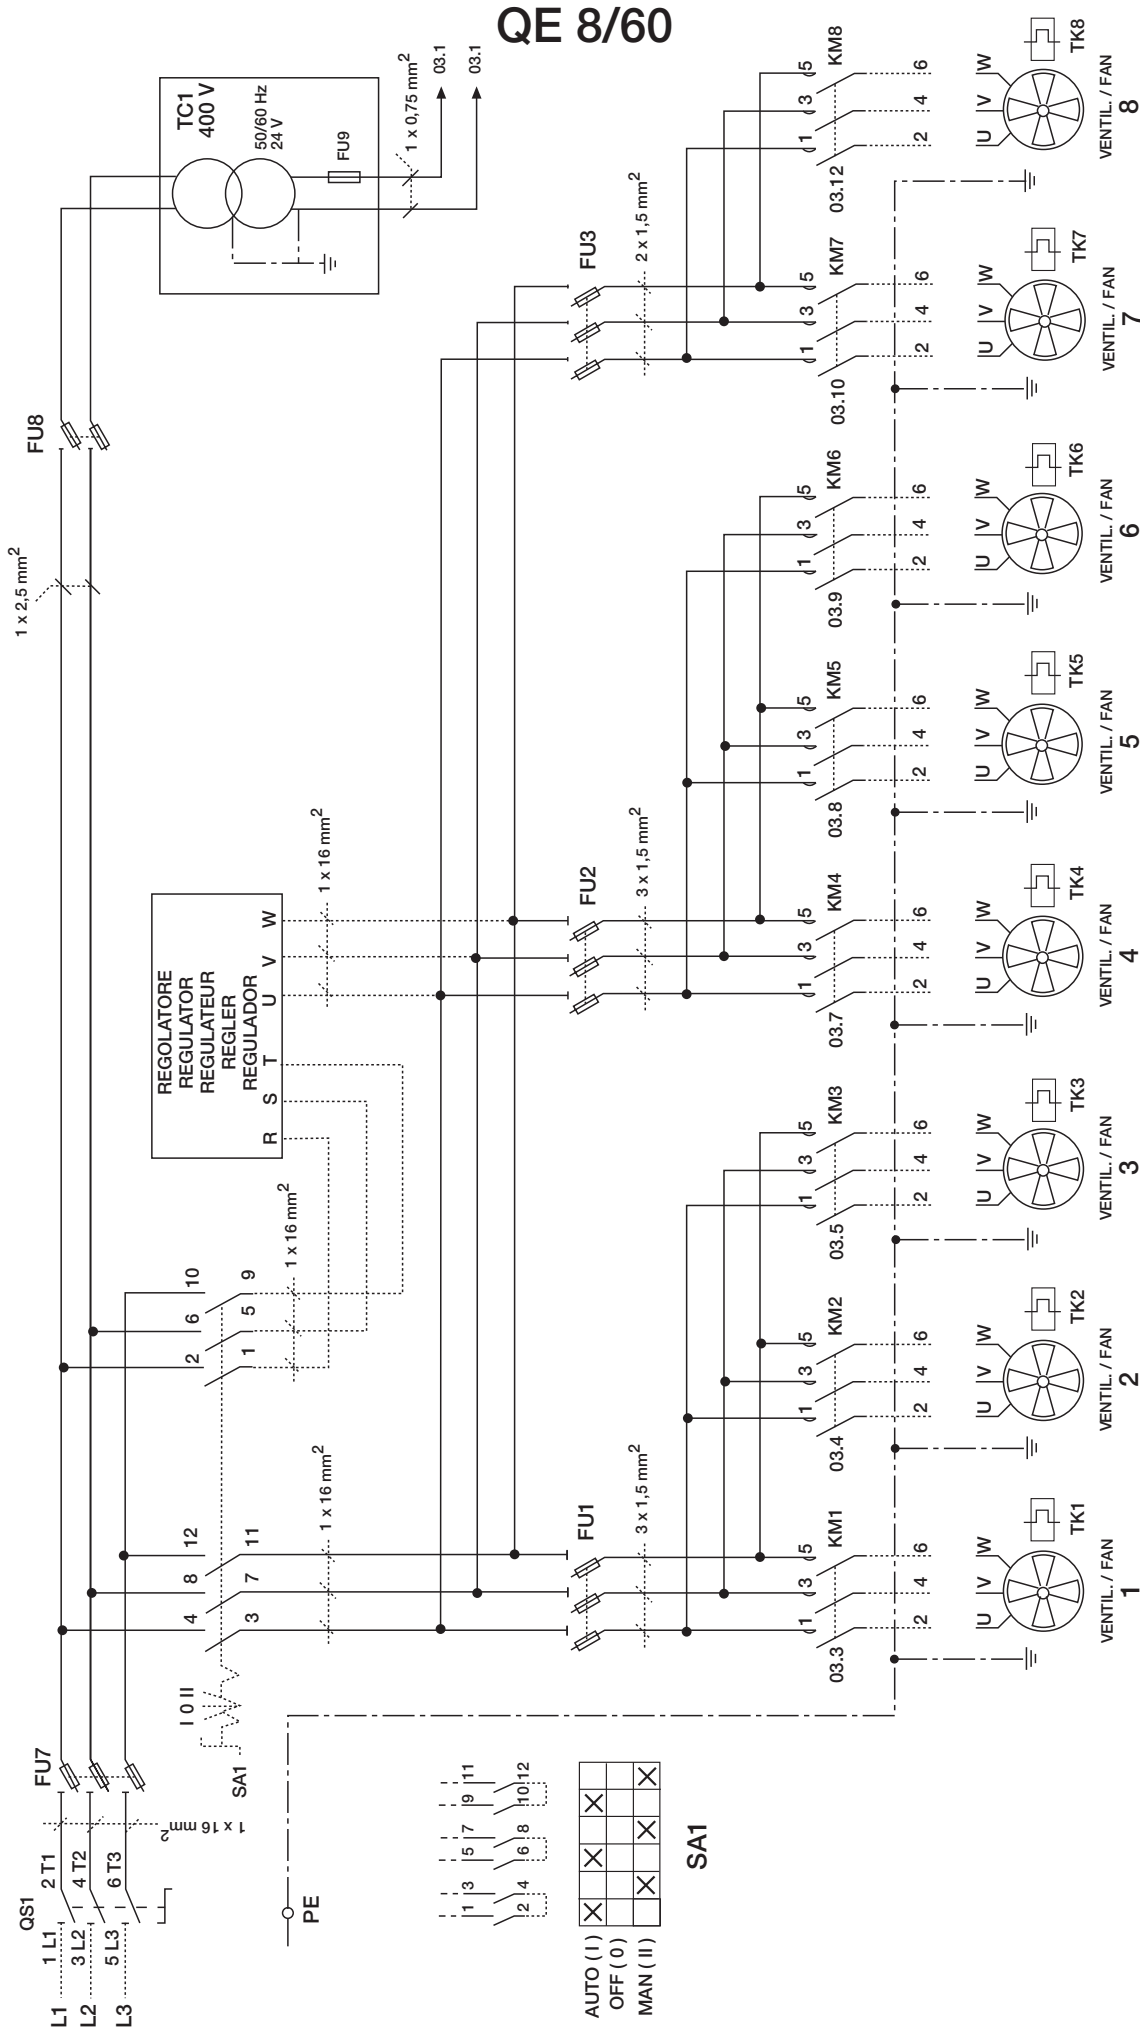 QE 8/60
L1
L2
L3
1 L1
3 L2
5 L3
QS1
2 T1
4 T2
6 T3
1 x 16 mm2
FU7
1 x 2,5 mm2
FU8
TC1
400 V
50/60 Hz
24 V
FU9
1 x 0,75 mm2
03.1
03.1
SA1
I 0 II
4
8
12
3
7
11
1 x 16 mm2
2
6
10
1
5
9
1 x 16 mm2
REGOLATORE
REGULATOR
REGULATEUR
REGLER
REGULADOR
R S T U V W
1 x 16 mm2
FU1
3 x 1,5 mm2
FU2
3 x 1,5 mm2
FU3
2 x 1,5 mm2
PE
1 3 5 7 9 11
2 4 6 8 10 12
AUTO ( I )
OFF ( 0 )
MAN ( II )
SA1
1 3 5
KM1
03.3
2 4 6
U V W
TK1
VENTIL. / FAN
1
1 3 5
KM2
03.4
2 4 6
U V W
TK2
VENTIL. / FAN
2
1 3 5
KM3
03.5
2 4 6
U V W
TK3
VENTIL. / FAN
3
1 3 5
KM4
03.7
2 4 6
U V W
TK4
VENTIL. / FAN
4
1 3 5
KM5
03.8
2 4 6
U V W
TK5
VENTIL. / FAN
5
1 3 5
KM6
03.9
2 4 6
U V W
TK6
VENTIL. / FAN
6
1 3 5
KM7
03.10
2 4 6
U V W
TK7
VENTIL. / FAN
7
1 3 5
KM8
03.12
2 4 6
U V W
TK8
VENTIL. / FAN
8